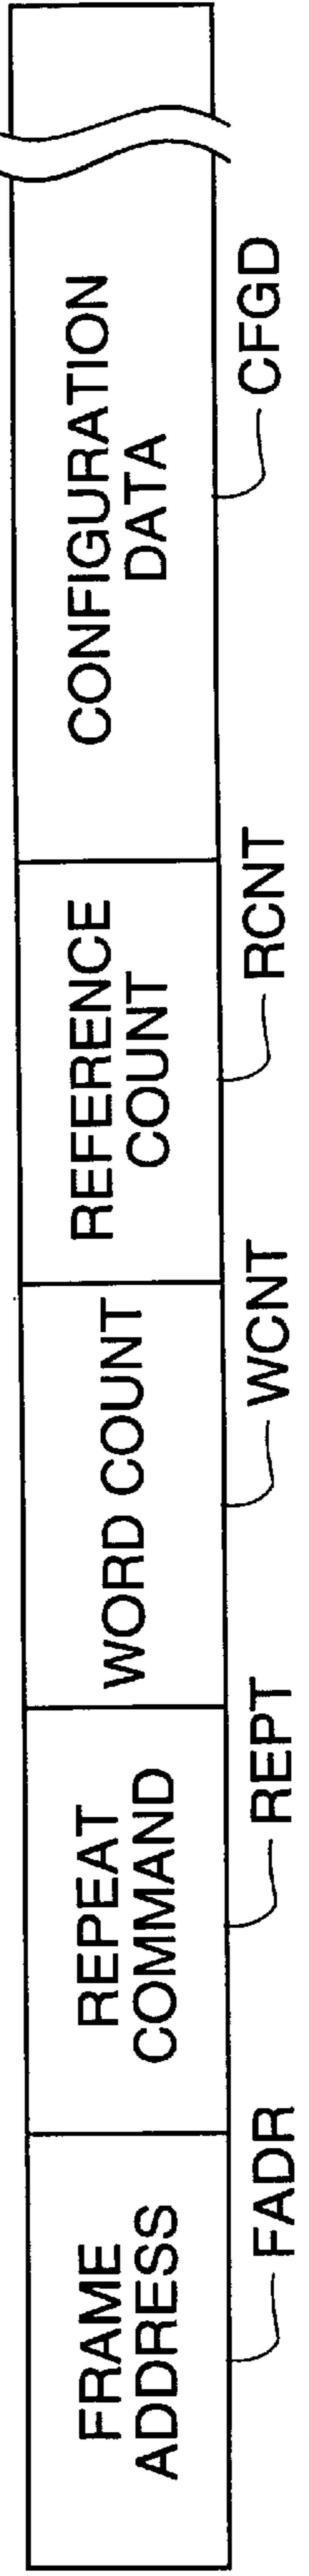 FRAME
ADDRESS
REPEAT
COMMAND
WORD COUNT
REFERENCE
COUNT
CONFIGURATION
DATA
FADR
REPT
WCNT
RCNT
CFGD